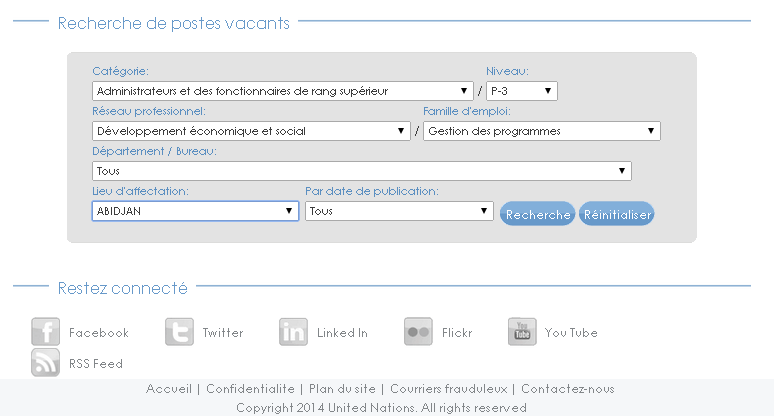 Recherche de postes vacants
Catégorie: Niveau:
Administrateurs et des fonctionnaires de rang supérieur / P-3
Réseau professionnel: Famille d'emploi:
Développement économique et social / Gestion des programmes
Département / Bureau:
Tous
Lieu d'affectation: Par date de publication:
ABIDJAN Tous Recherche Réinitialiser
Restez connecté
Facebook Twitter Linked In Flickr You Tube
RSS Feed
Accueil | Confidentialite | Plan du site | Courriers frauduleux | Contactez-nous
Copyright 2014 United Nations. All rights reserved